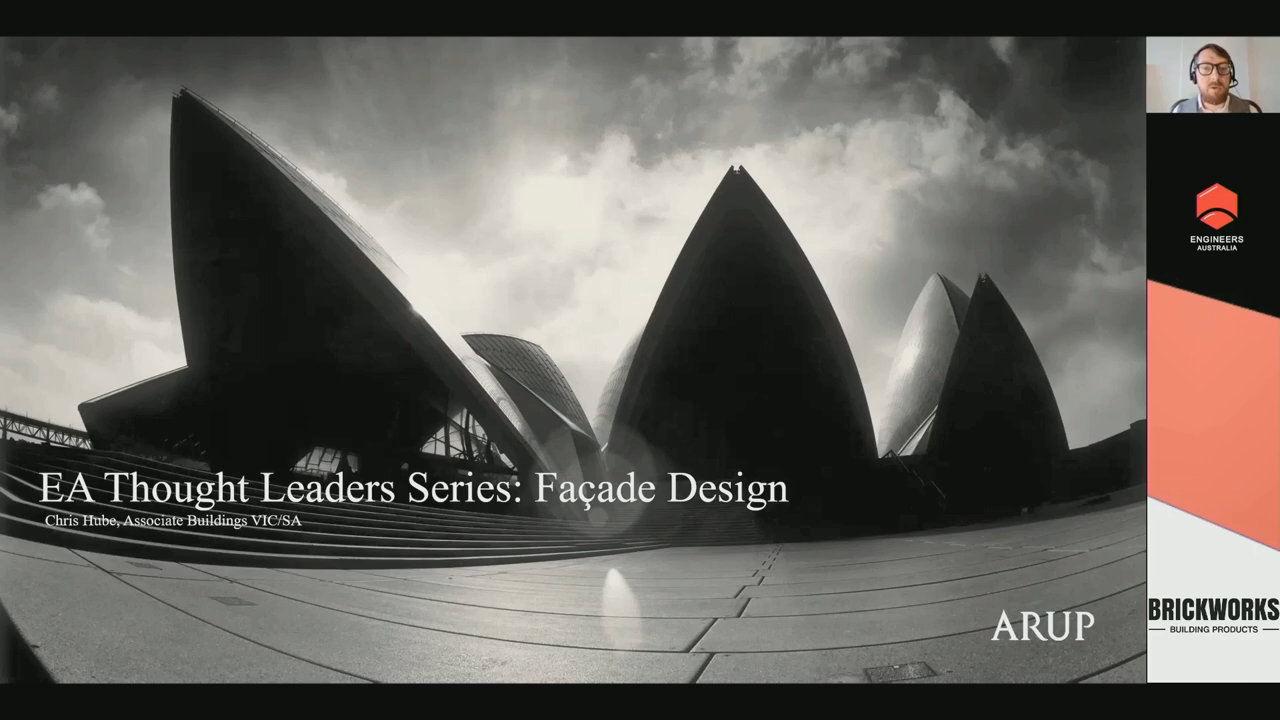 EA Thought Leaders Series: Façade Design
Chris Hube, Associate Buildings VIC/SA
ARUP
ENGINEERS
AUSTRALIA
BRICKWORKS
BUILDING PRODUCTS